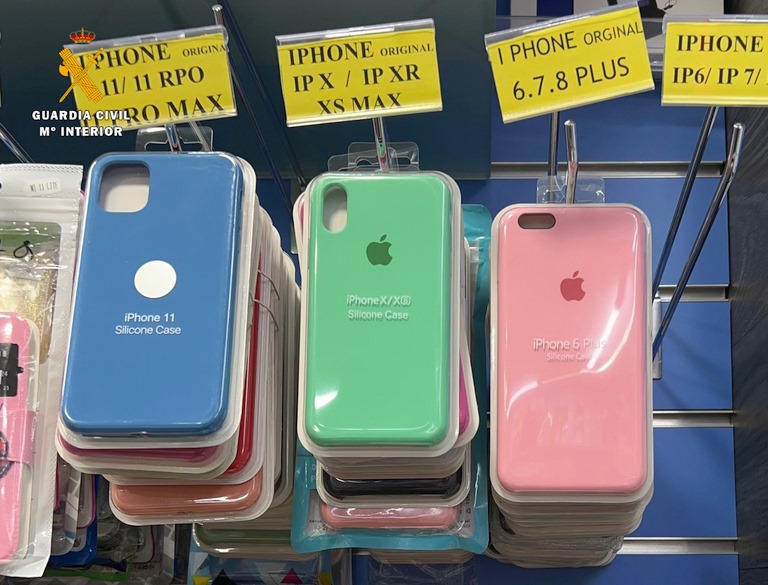 IPHONE ORIGINA
11/ 11 RPO
PRO MAX
IPHONE ORIGINAL
IP X / IP XR
XS MAX
I PHONE ORGINAL
6.7.8 PLUS
IPHONE
IP6/ IP 7/
GUARDIA CIVIL
Mº INTERIOR
iPhone 11
Silicone Case
iPhoneX/XS
Silicone Case
iPhone 6 Plus
Silicone Case